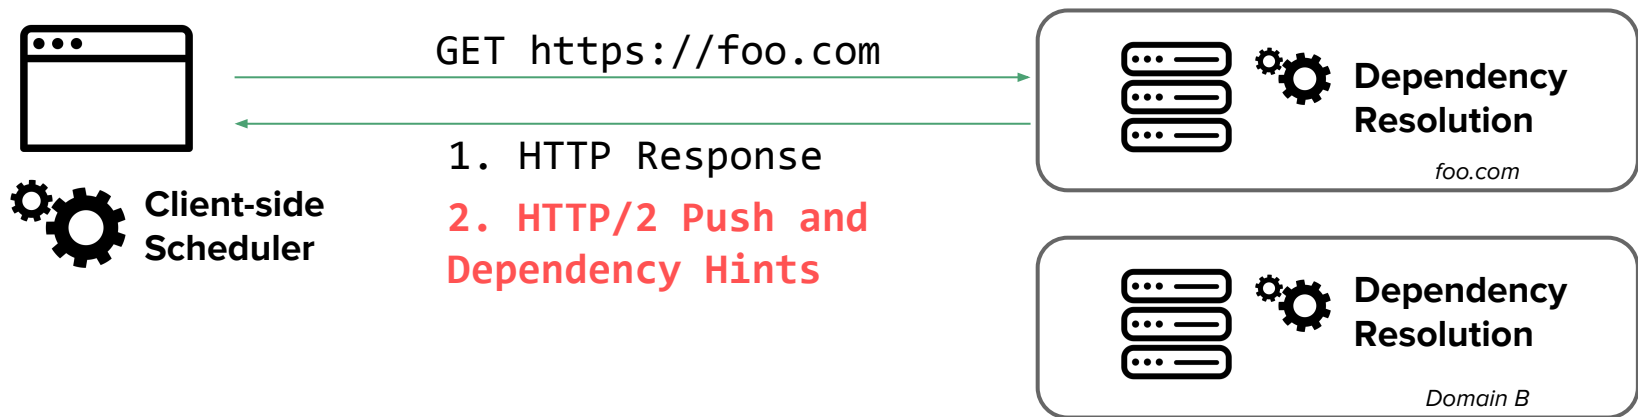 GET https://foo.com
1. HTTP Response
2. HTTP/2 Push and
Dependency Hints
Client-side
Scheduler
Dependency
Resolution
foo.com
Dependency
Resolution
Domain B